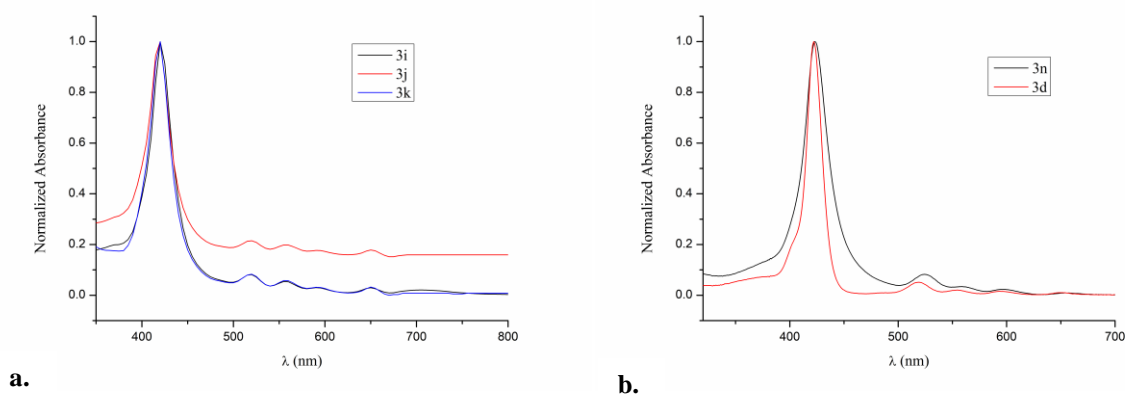 1.0
0.8
0.6
0.4
0.2
0.0
Normalized Absorbance
3i
3j
3k
400 500 600 700 800
λ (nm)
a.
1.0
0.8
0.6
0.4
0.2
0.0
Normalized Absorbance
3n
3d
400 500 600 700
λ (nm)
b.